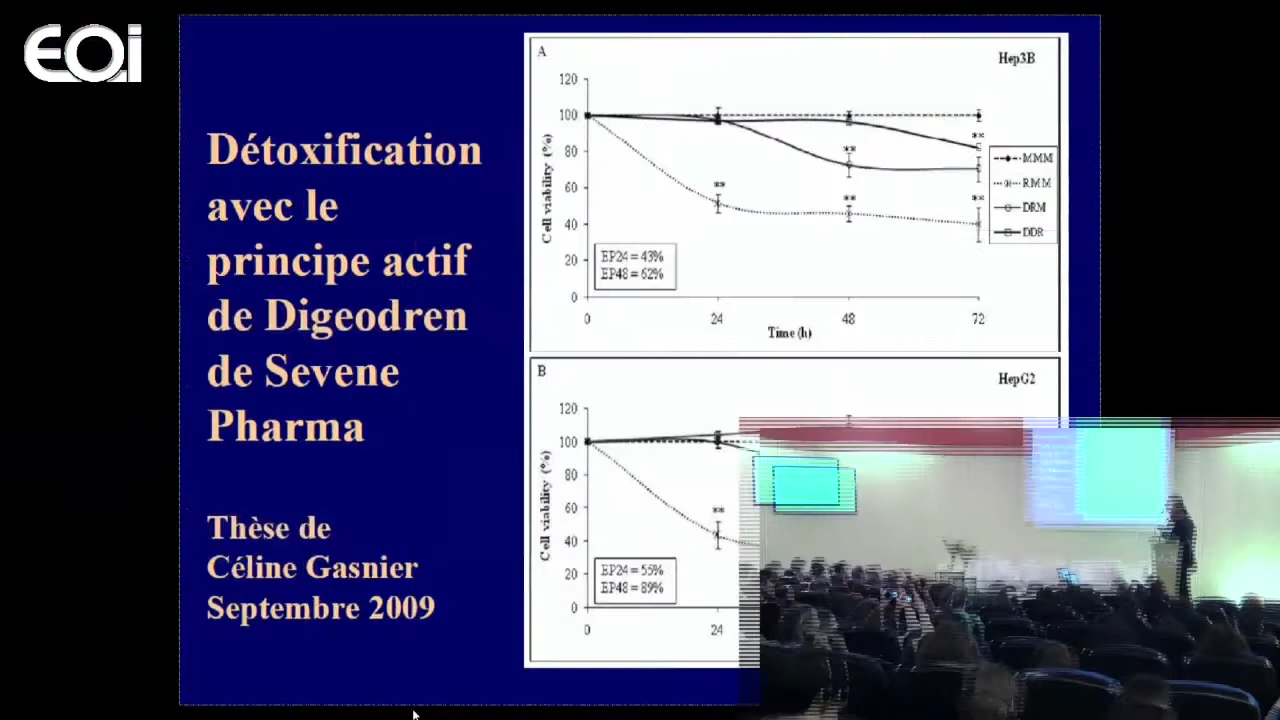 EQi
Détoxification
avec le
principe actif
de Digeodren
de Sevene
Pharma
Thèse de
Céline Gasnier
Septembre 2009
A
Hep3B
120
100
80
60
40
20
0
Cell viability (%)
**
**
**
**
**
MMM
RMM
DRM
DDR
EP24 = 43%
EP48 = 62%
0 24 48 72
Time (h)
B
HepG2
120
100
80
60
40
20
0
Cell viability (%)
**
EP24 = 55%
EP48 = 89%
0 24